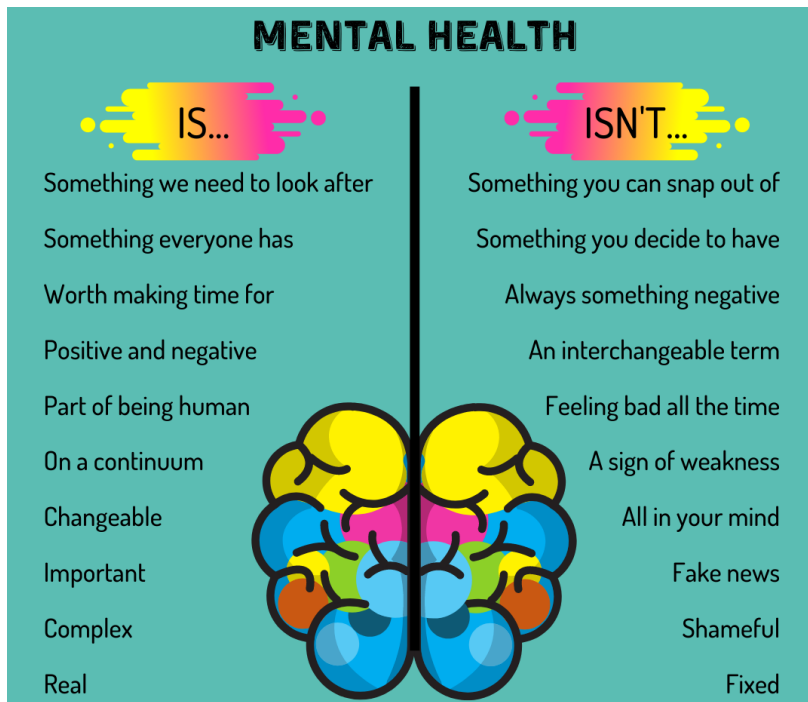 MENTAL HEALTH
IS...
Something we need to look after
Something everyone has
Worth making time for
Positive and negative
Part of being human
On a continuum
Changeable
Important
Complex
Real
ISN'T...
Something you can snap out of
Something you decide to have
Always something negative
An interchangeable term
Feeling bad all the time
A sign of weakness
All in your mind
Fake news
Shameful
Fixed